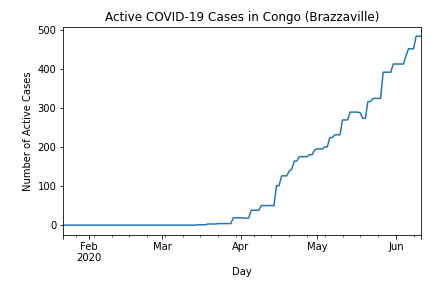 Active COVID-19 Cases in Congo (Brazzaville)
500
400
300
200
100
0
Number of Active Cases
Feb
2020
Mar
Apr
May
Jun
Day